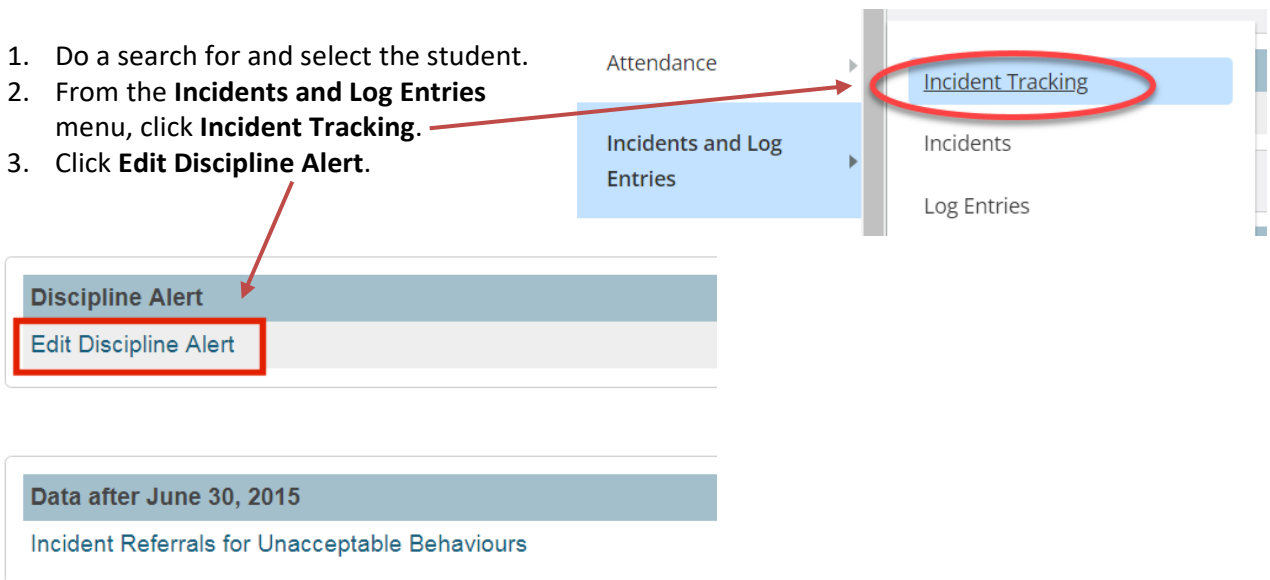 1. Do a search for and select the student.
2. From the Incidents and Log Entries
menu, click Incident Tracking.
3. Click Edit Discipline Alert.
Attendance
Incidents and Log
Entries
Incident Tracking
Incidents
Log Entries
Discipline Alert
Edit Discipline Alert
Data after June 30, 2015
Incident Referrals for Unacceptable Behaviours